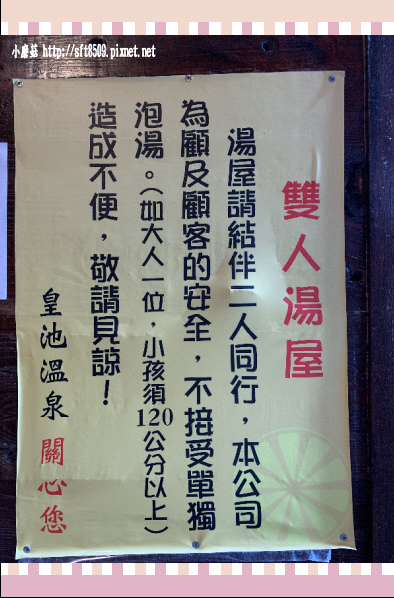 小蘑菇 http://sft8509.pixnet.net
雙人湯屋
湯屋請結伴二人同行，本公司
為顧及顧客的安全，不接受單獨
泡湯。（如大人一位，小孩須120公分以上）
造成不便，敬請見諒！
皇池溫泉 關心您